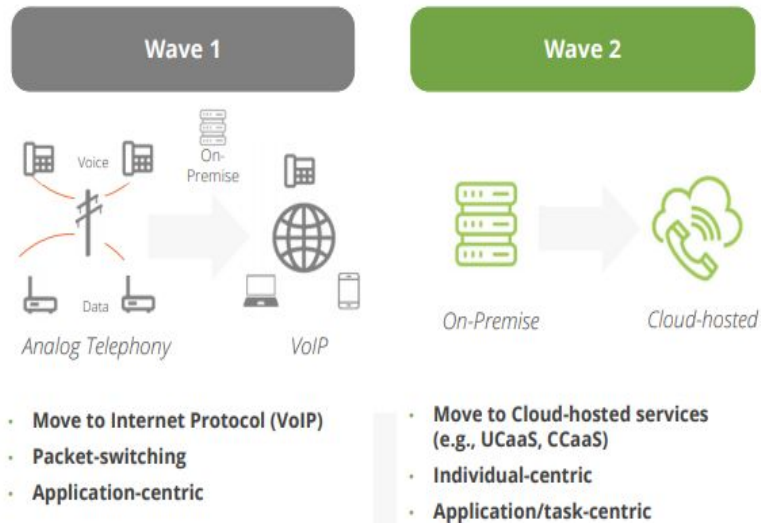 Wave 1
Voice
On-
Premise
Data
Analog Telephony
VoIP
· Move to Internet Protocol (VoIP)
· Packet-switching
· Application-centric
Wave 2
On-Premise
Cloud-hosted
· Move to Cloud-hosted services
(e.g., UCaaS, CCaaS)
· Individual-centric
· Application/task-centric